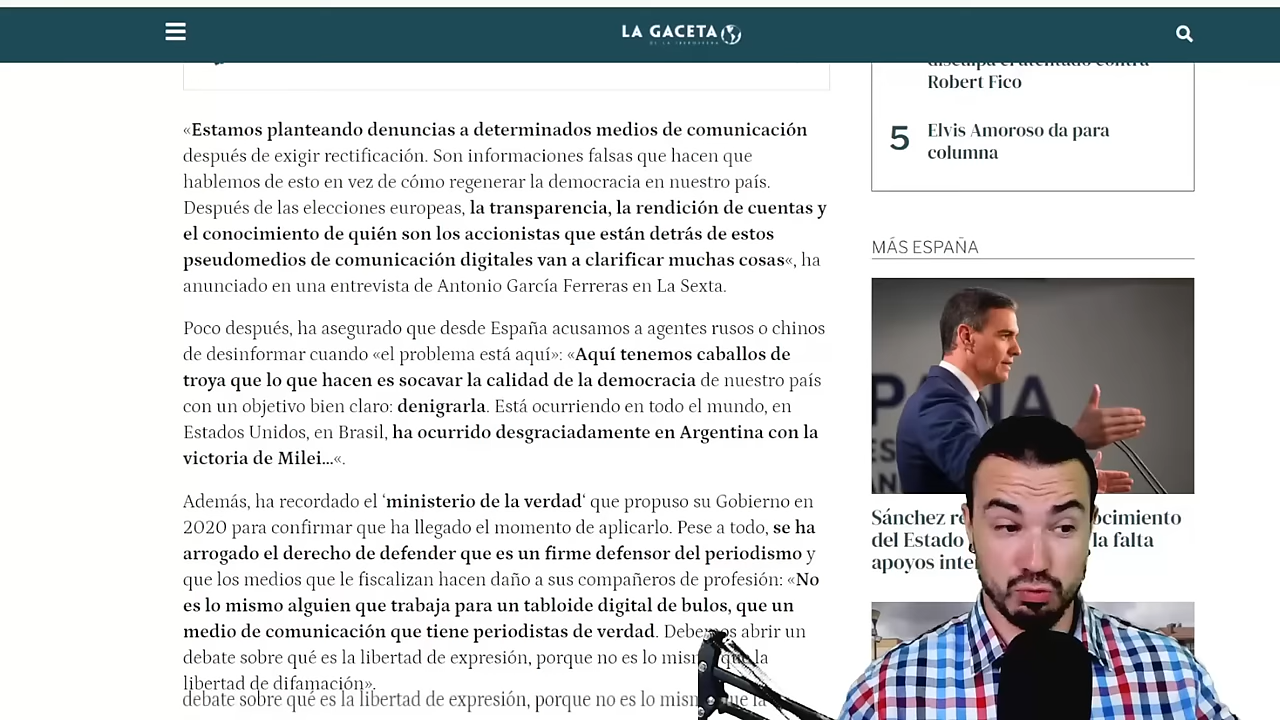 LA GACETA
DE LA IBEROSFERA
disculpa el atentado contra
Robert Fico
5
Elvis Amoroso da para
columna
MÁS ESPAÑA
«Estamos planteando denuncias a determinados medios de comunicación
después de exigir rectificación. Son informaciones falsas que hacen que
hablemos de esto en vez de cómo regenerar la democracia en nuestro país.
Después de las elecciones europeas, la transparencia, la rendición de cuentas y
el conocimiento de quién son los accionistas que están detrás de estos
pseudomedios de comunicación digitales van a clarificar muchas cosas«, ha
anunciado en una entrevista de Antonio García Ferreras en La Sexta.
Poco después, ha asegurado que desde España acusamos a agentes rusos o chinos
de desinformar cuando «el problema está aquí»: «Aquí tenemos caballos de
troya que lo que hacen es socavar la calidad de la democracia de nuestro país
con un objetivo bien claro: denigrarla. Está ocurriendo en todo el mundo, en
Estados Unidos, en Brasil, ha ocurrido desgraciadamente en Argentina con la
victoria de Milei...«.
Además, ha recordado el ‘ministerio de la verdad‘ que propuso su Gobierno en
2020 para confirmar que ha llegado el momento de aplicarlo. Pese a todo, se ha
arrogado el derecho de defender que es un firme defensor del periodismo y
que los medios que le fiscalizan hacen daño a sus compañeros de profesión: «No
es lo mismo alguien que trabaja para un tabloide digital de bulos, que un
medio de comunicación que tiene periodistas de verdad. Debemos abrir un
debate sobre qué es la libertad de expresión, porque no es lo mismo que la
libertad de difamación».
debate sobre qué es la libertad de expresión, porque no es lo mismo que la
Sánchez
del Estado la falta
apoyos